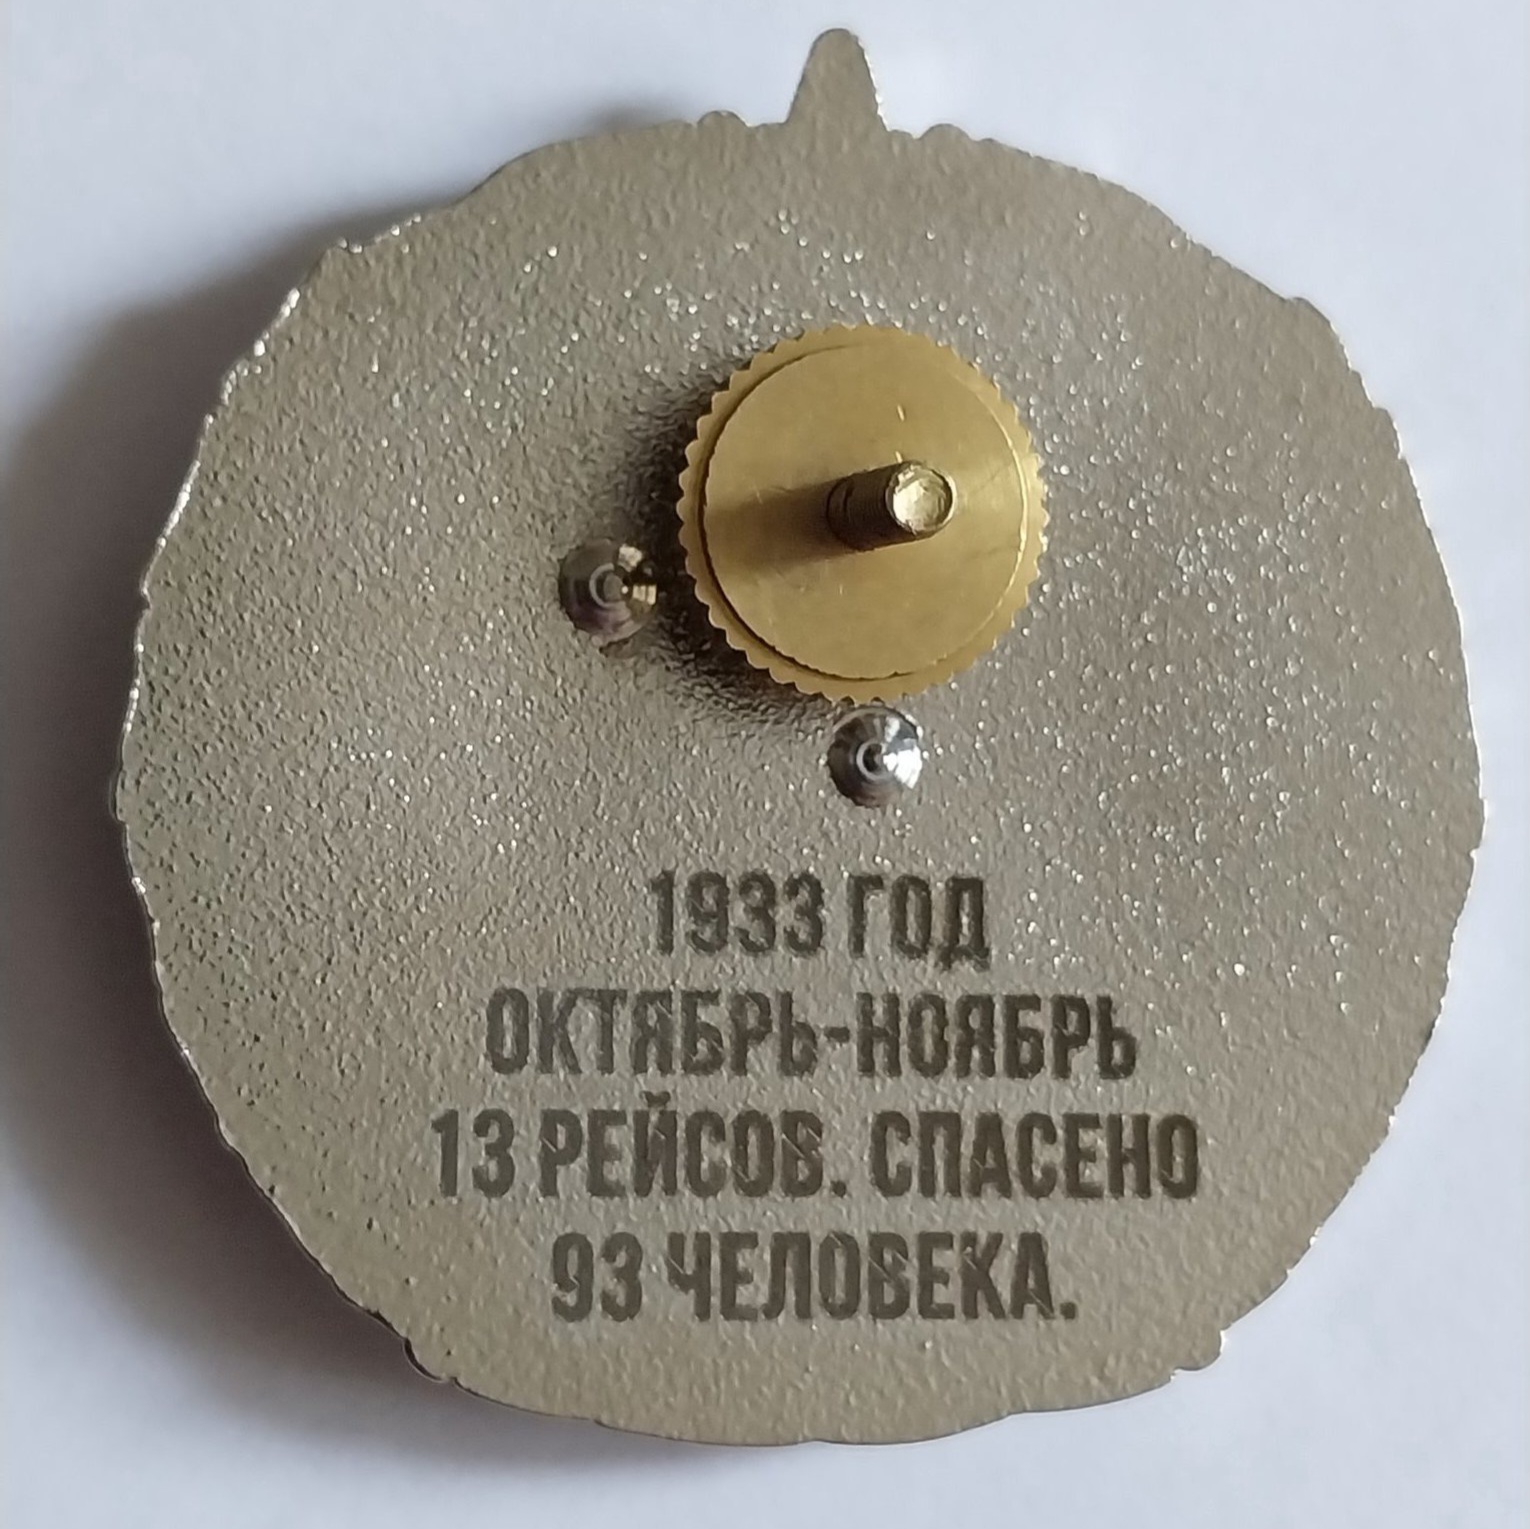 1933 ГОД
ОКТЯБРЬ-НОЯБРЬ
13 РЕЙСОВ. СПАСЕНО
93 ЧЕЛОВЕКА.